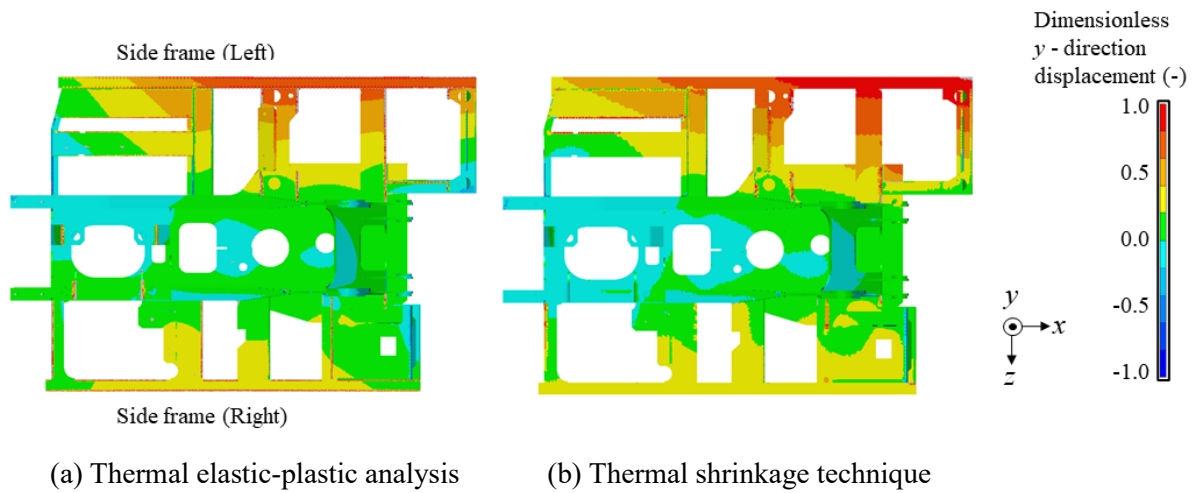 Side frame (Left)
Side frame (Right)
Dimensionless
y - direction
displacement (-)
1.0
0.5
0.0
-0.5
-1.0
y
x
z
(a) Thermal elastic-plastic analysis
(b) Thermal shrinkage technique